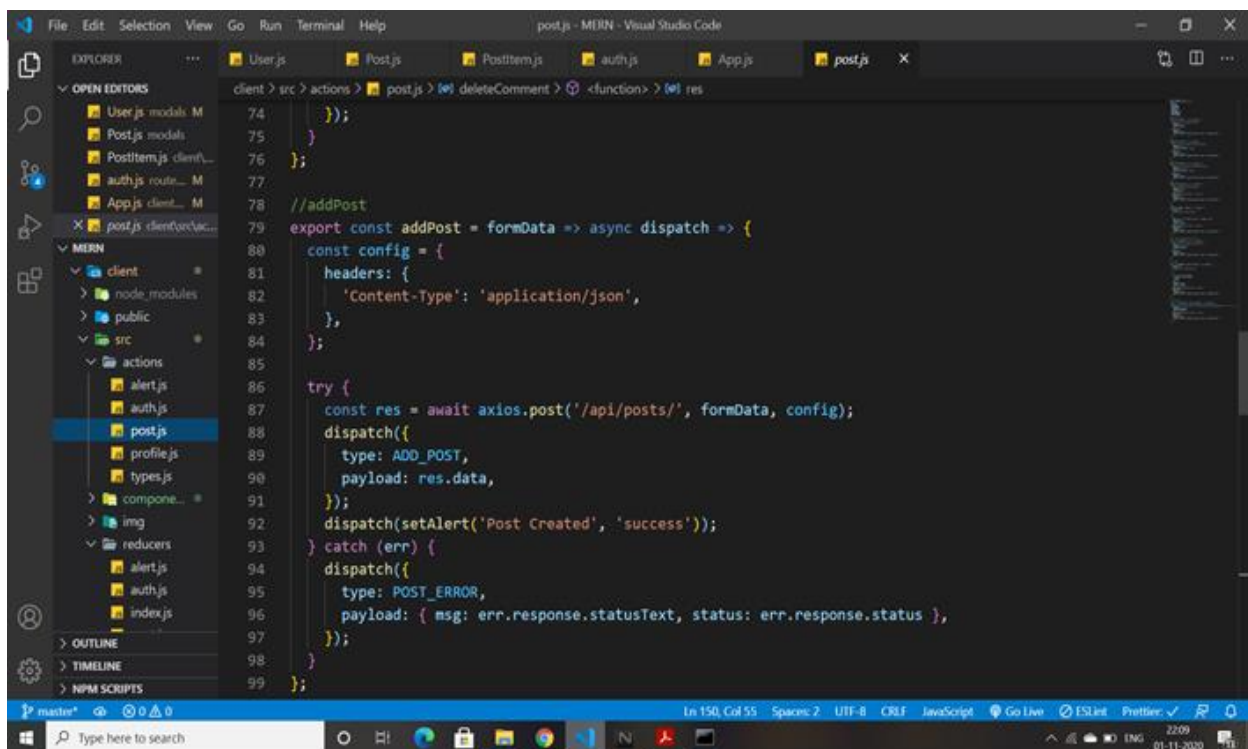 File Edit Selection View Go Run Terminal Help
post.js - MERN - Visual Studio Code
EXPLORER
OPEN EDITORS
User.js modals M
Post.js modals
PostItem.js client\...
auth.js route... M
App.js client... M
post.js client\src\ac...
MERN
client
node_modules
public
src
actions
alert.js
auth.js
post.js
profile.js
types.js
compone...
img
reducers
alert.js
auth.js
index.js
OUTLINE
TIMELINE
NPM SCRIPTS
User.js Post.js PostItem.js auth.js App.js post.js
client > src > actions > post.js > deleteComment > <function> > res
74 });
75 }
76 };
77
78 //addPost
79 export const addPost = formData => async dispatch => {
80 const config = {
81 headers: {
82 'Content-Type': 'application/json',
83 },
84 };
85
86 try {
87 const res = await axios.post('/api/posts/', formData, config);
88 dispatch({
89 type: ADD_POST,
90 payload: res.data,
91 });
92 dispatch(setAlert('Post Created', 'success'));
93 } catch (err) {
94 dispatch({
95 type: POST_ERROR,
96 payload: { msg: err.response.statusText, status: err.response.status },
97 });
98 }
99 };
master* 0 0 Ln 150, Col 55 Spaces: 2 UTF-8 CRLF JavaScript Go Live ESLint Prettier: ✓
Type here to search
ENG
22:09
01-11-2020